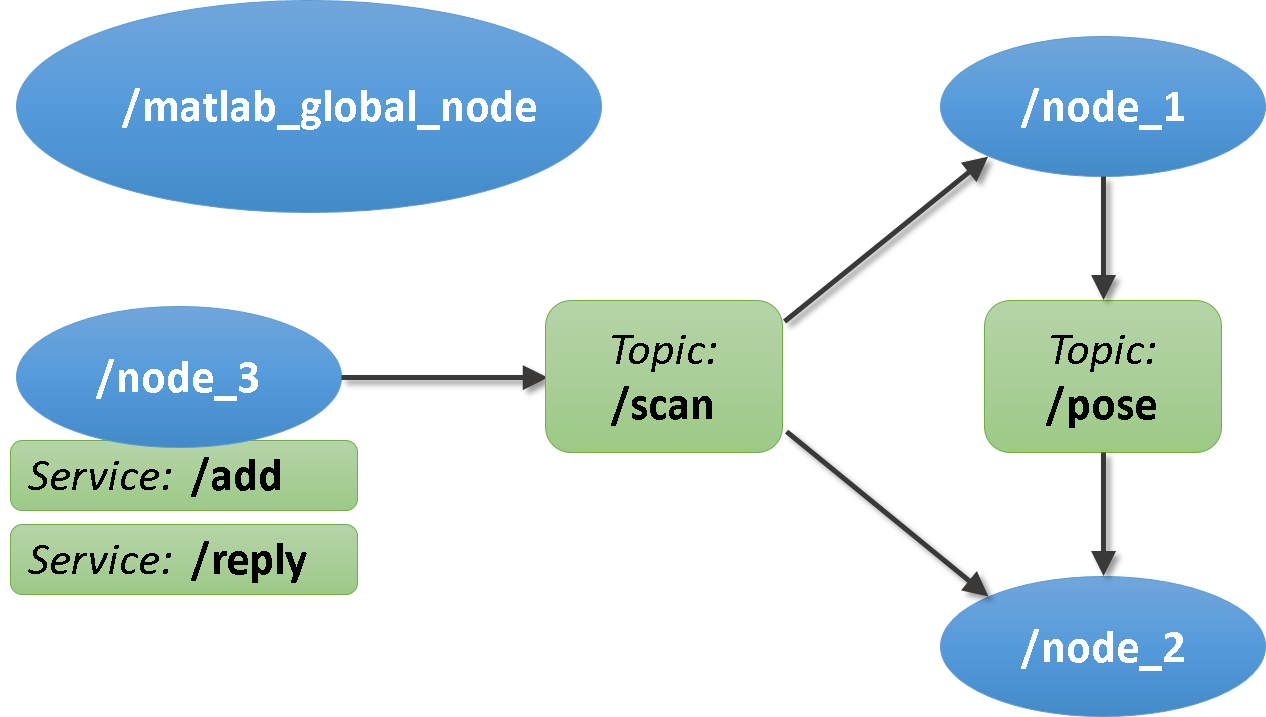 /matlab_global_node
/node_1
/node_3
Topic:
/scan
Topic:
/pose
Service: /add
Service: /reply
/node_2